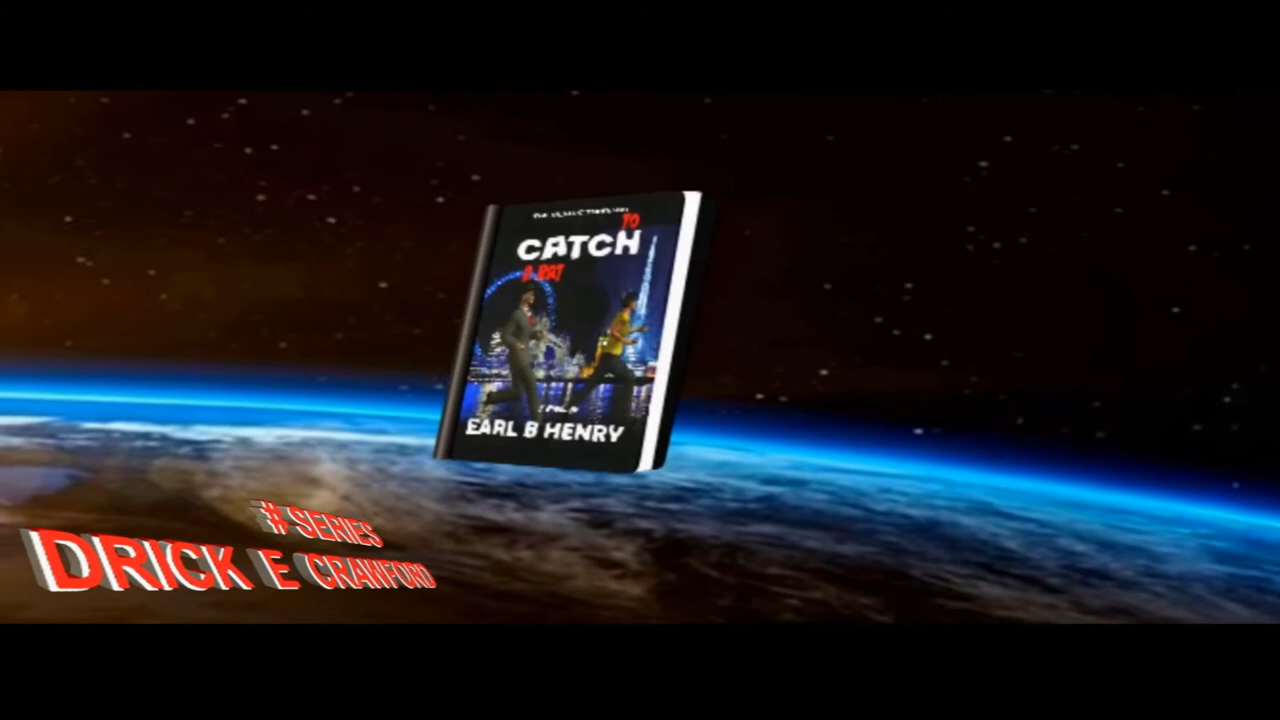 TO
CATCH
A RAT
EARL B HENRY
# SERIES
DRICK E CRAWFORD